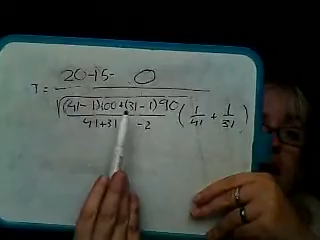 20-15- 0
T = √((41-1)100+(31-1)90 (1/41 + 1/31)
41+31 -2